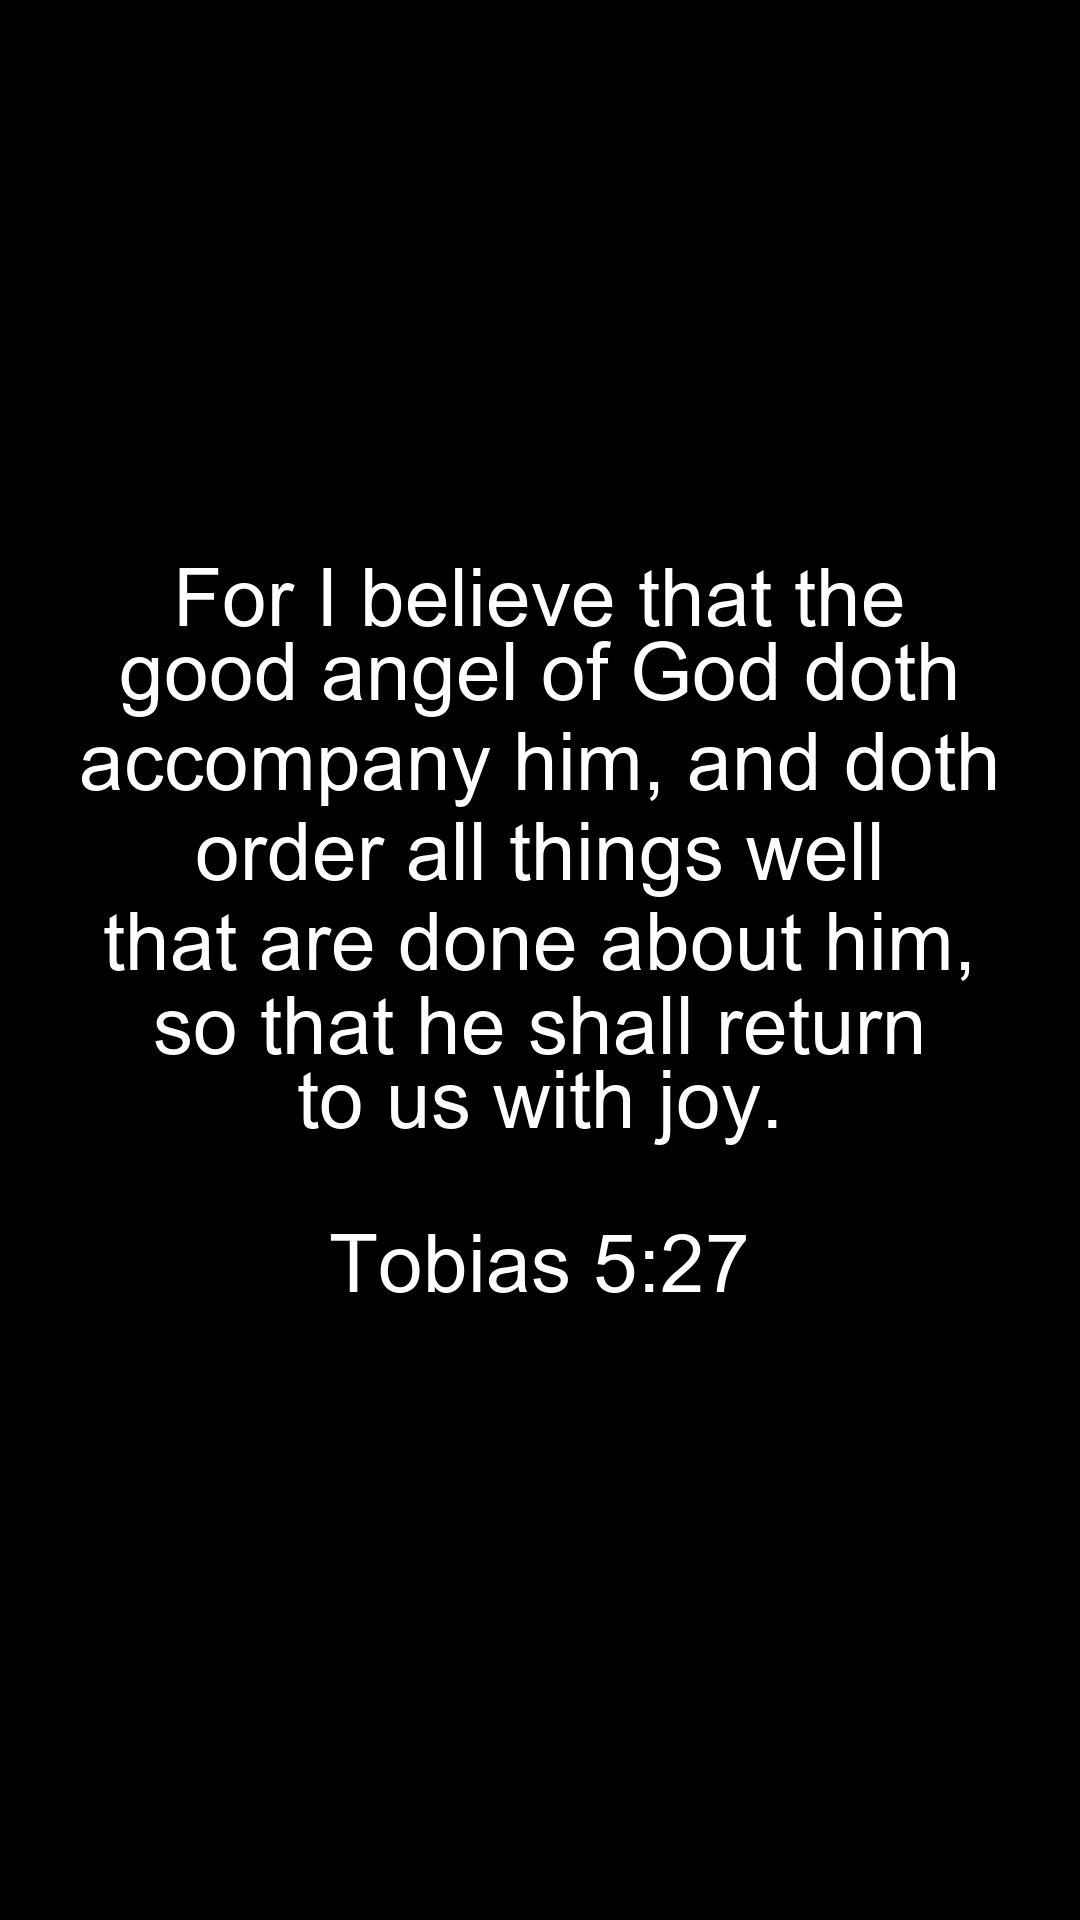 For I believe that the
good angel of God doth
accompany him, and doth
order all things well
that are done about him,
so that he shall return
to us with joy.
Tobias 5:27